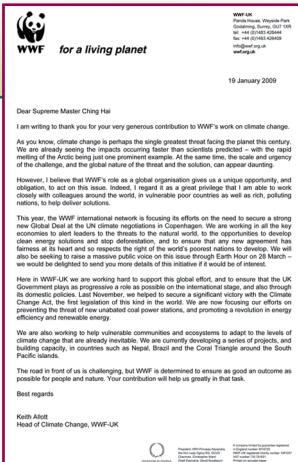 WWF-UK
Panda House, Weyside Park
Godalming, Surrey, GU7 1XR
tel: +44 (0)1483 426444
fax: +44 (0)1483 426409
info@wwf.org.uk
wwf.org.uk
WWF
for a living planet
19 January 2009
Dear Supreme Master Ching Hai
I am writing to thank you for your very generous contribution to WWF's work on climate change.
As you know, climate change is perhaps the single greatest threat facing the planet this century.
We are already seeing the impacts occurring faster than scientists predicted – with the rapid
melting of the Arctic being just one prominent example. At the same time, the scale and urgency
of the challenge, and the global nature of the threat and the solution, can appear daunting.
However, I believe that WWF's role as a global organisation gives us a unique opportunity, and
obligation, to act on this issue. Indeed, I regard it as a great privilege that I am able to work
closely with colleagues around the world, in vulnerable poor countries as well as rich, polluting
nations, to help deliver solutions.
This year, the WWF international network is focusing its efforts on the need to secure a strong
new Global Deal at the UN climate negotiations in Copenhagen. We are working in all the key
economies to alert leaders to the threats to the natural world, to the opportunities to develop
clean energy solutions and stop deforestation, and to ensure that any new agreement has
fairness at its heart and so respects the right of the world's poorest nations to develop. We will
also be seeking to raise a massive public voice on this issue through Earth Hour on 28 March –
we would be delighted to send you more details of this initiative if it would be of interest.
Here in WWF-UK we are working hard to support this global effort, and to ensure that the UK
Government plays as progressive a role as possible on the international stage, and also through
its domestic policies. Last November, we helped to secure a significant victory with the Climate
Change Act, the first legislation of this kind in the world. We are now focusing our efforts on
preventing the threat of new unabated coal power stations, and promoting a revolution in energy
efficiency and renewable energy.
We are also working to help vulnerable communities and ecosystems to adapt to the levels of
climate change that are already inevitable. We are currently developing a series of projects, and
building capacity, in countries such as Nepal, Brazil and the Coral Triangle around the South
Pacific islands.
The road in front of us is challenging, but WWF is determined to ensure as good an outcome as
possible for people and nature. Your contribution will help us greatly in that task.
Best regards
Keith Allott
Head of Climate Change, WWF-UK